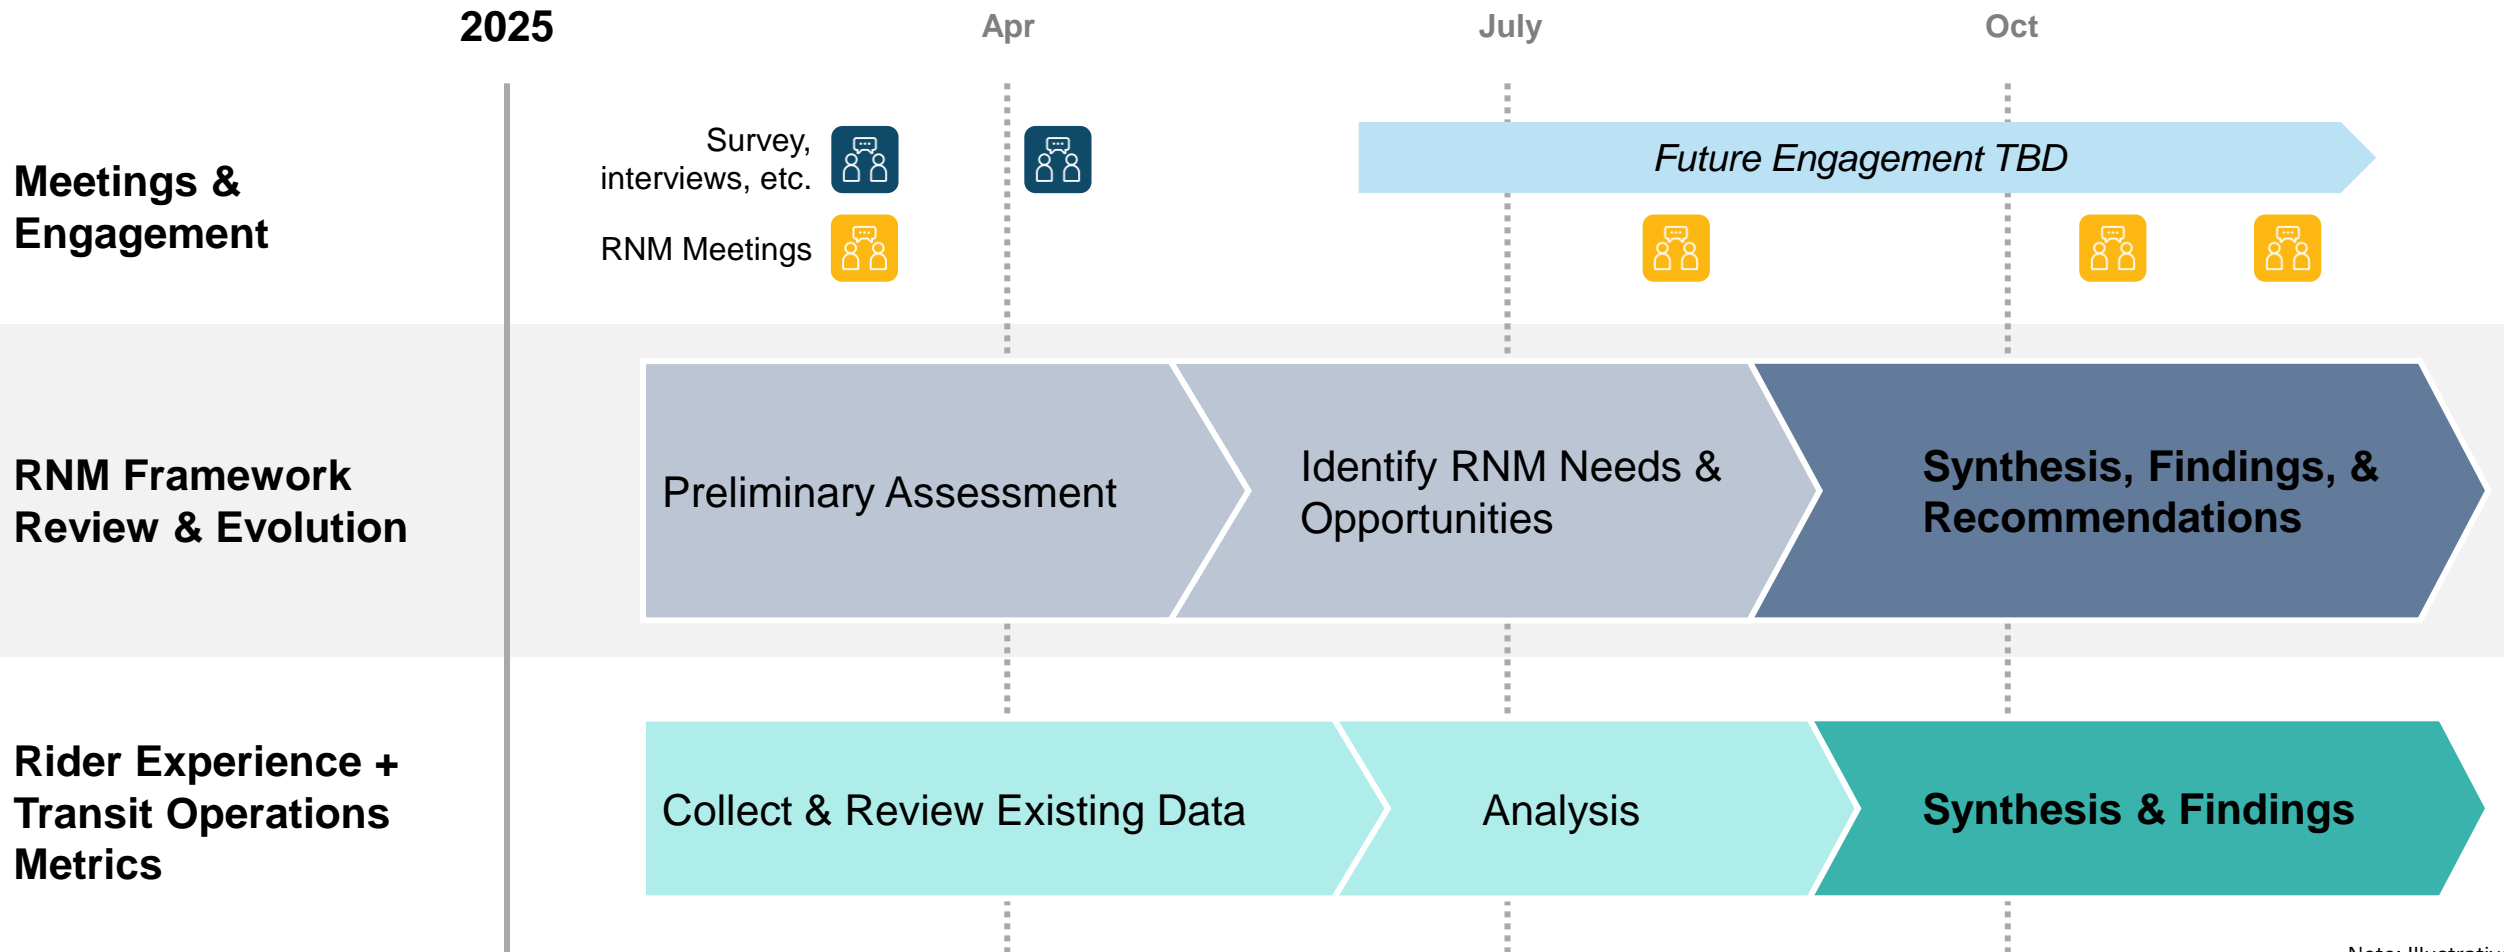 2025
Apr
July
Oct
Meetings &
Engagement
Survey,
interviews, etc.
RNM Meetings
Future Engagement TBD
RNM Framework
Review & Evolution
Preliminary Assessment
Identify RNM Needs &
Opportunities
Synthesis, Findings, &
Recommendations
Rider Experience +
Transit Operations
Metrics
Collect & Review Existing Data
Analysis
Synthesis & Findings
Note: